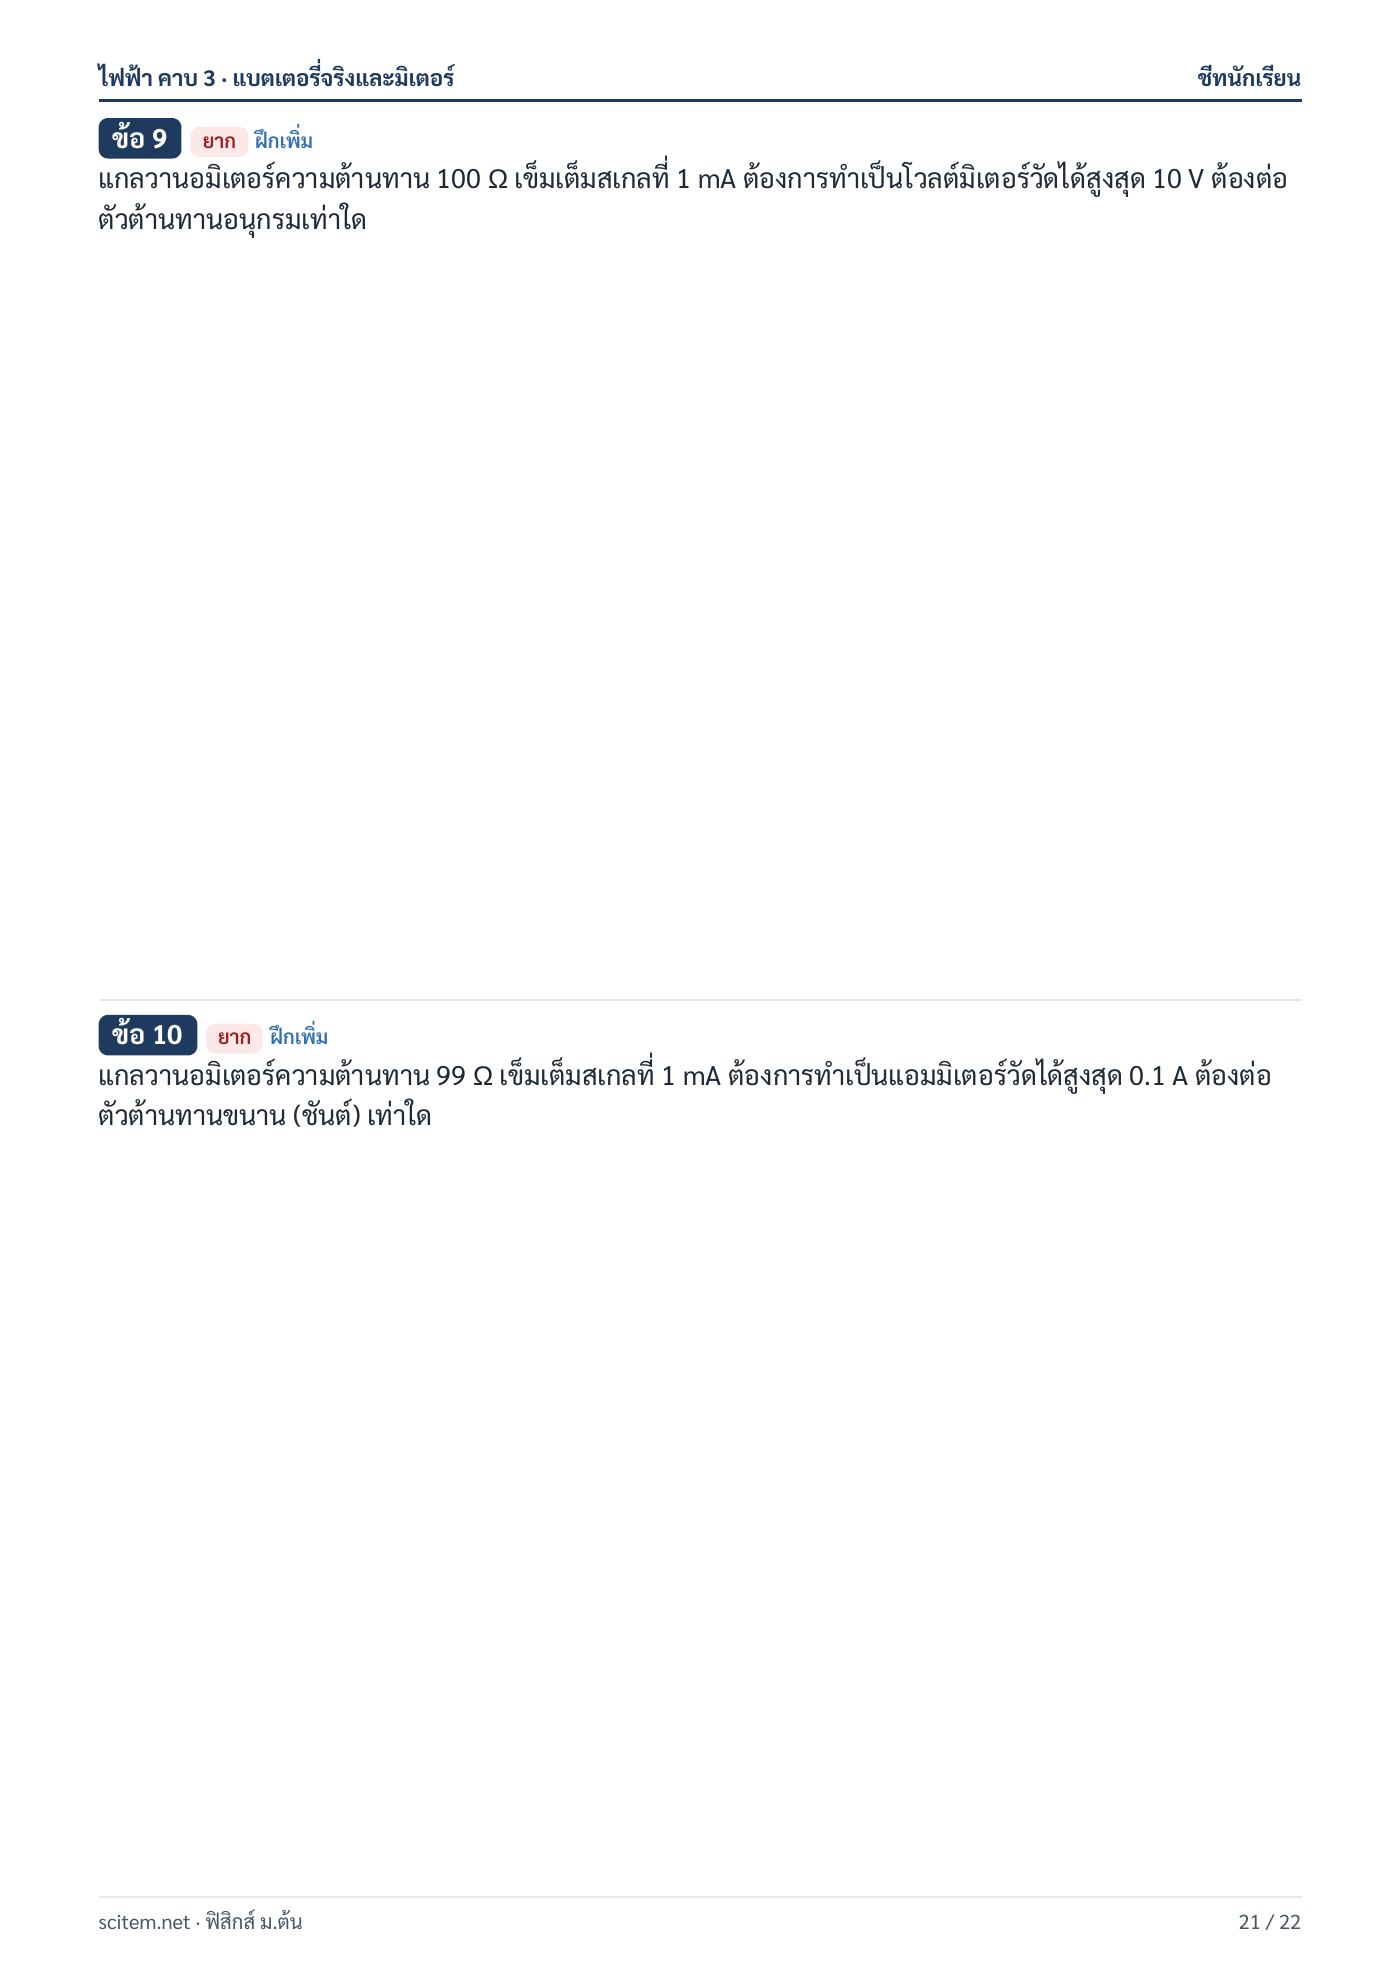 ไฟฟ้า คาบ 3 · แบตเตอรี่จริงและมิเตอร์
ชีทนักเรียน
ข้อ 9 ยาก ฝึกเพิ่ม
แกลวานอมิเตอร์ความต้านทาน 100 Ω เข็มเต็มสเกลที่ 1 mA ต้องการทำเป็นโวลต์มิเตอร์วัดได้สูงสุด 10 V ต้องต่อ
ตัวต้านทานอนุกรมเท่าใด
ข้อ 10 ยาก ฝึกเพิ่ม
แกลวานอมิเตอร์ความต้านทาน 99 Ω เข็มเต็มสเกลที่ 1 mA ต้องการทำเป็นแอมมิเตอร์วัดได้สูงสุด 0.1 A ต้องต่อ
ตัวต้านทานขนาน (ชันต์) เท่าใด
scitem.net · ฟิสิกส์ ม.ต้น
21 / 22